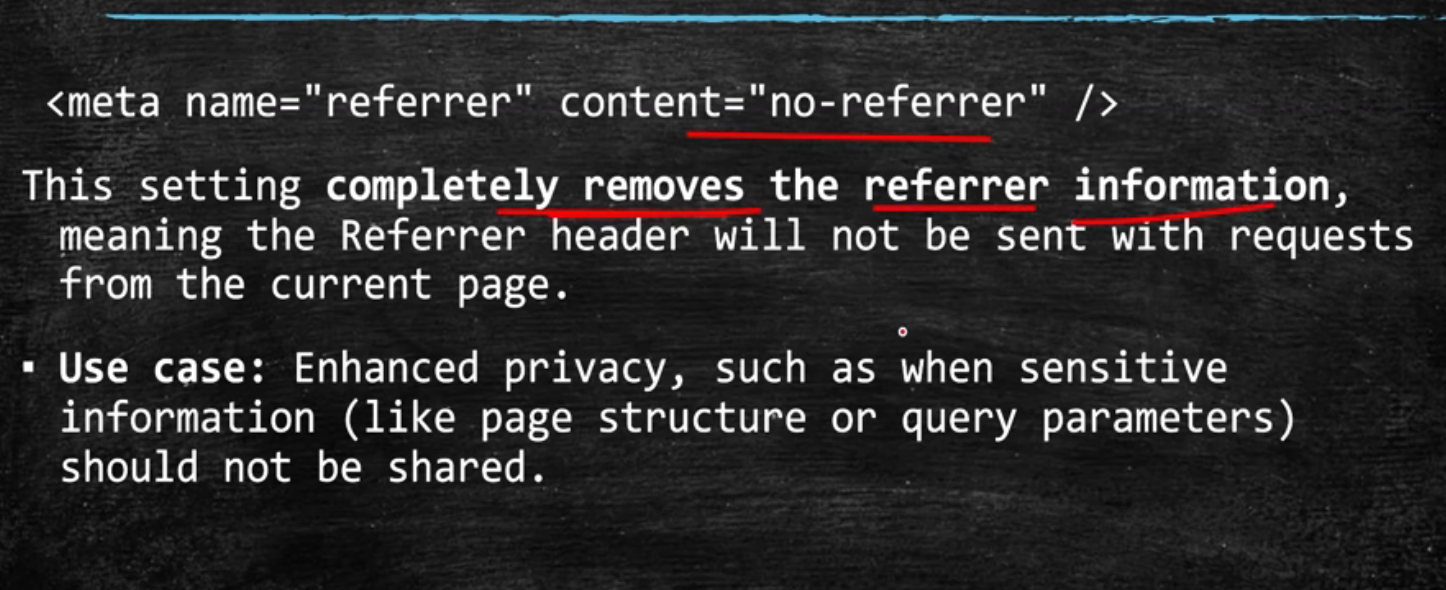 <meta name="referrer" content="no-referrer" />
This setting completely removes the referrer information,
meaning the Referrer header will not be sent with requests
from the current page.
▪ Use case: Enhanced privacy, such as when sensitive
information (like page structure or query parameters)
should not be shared.